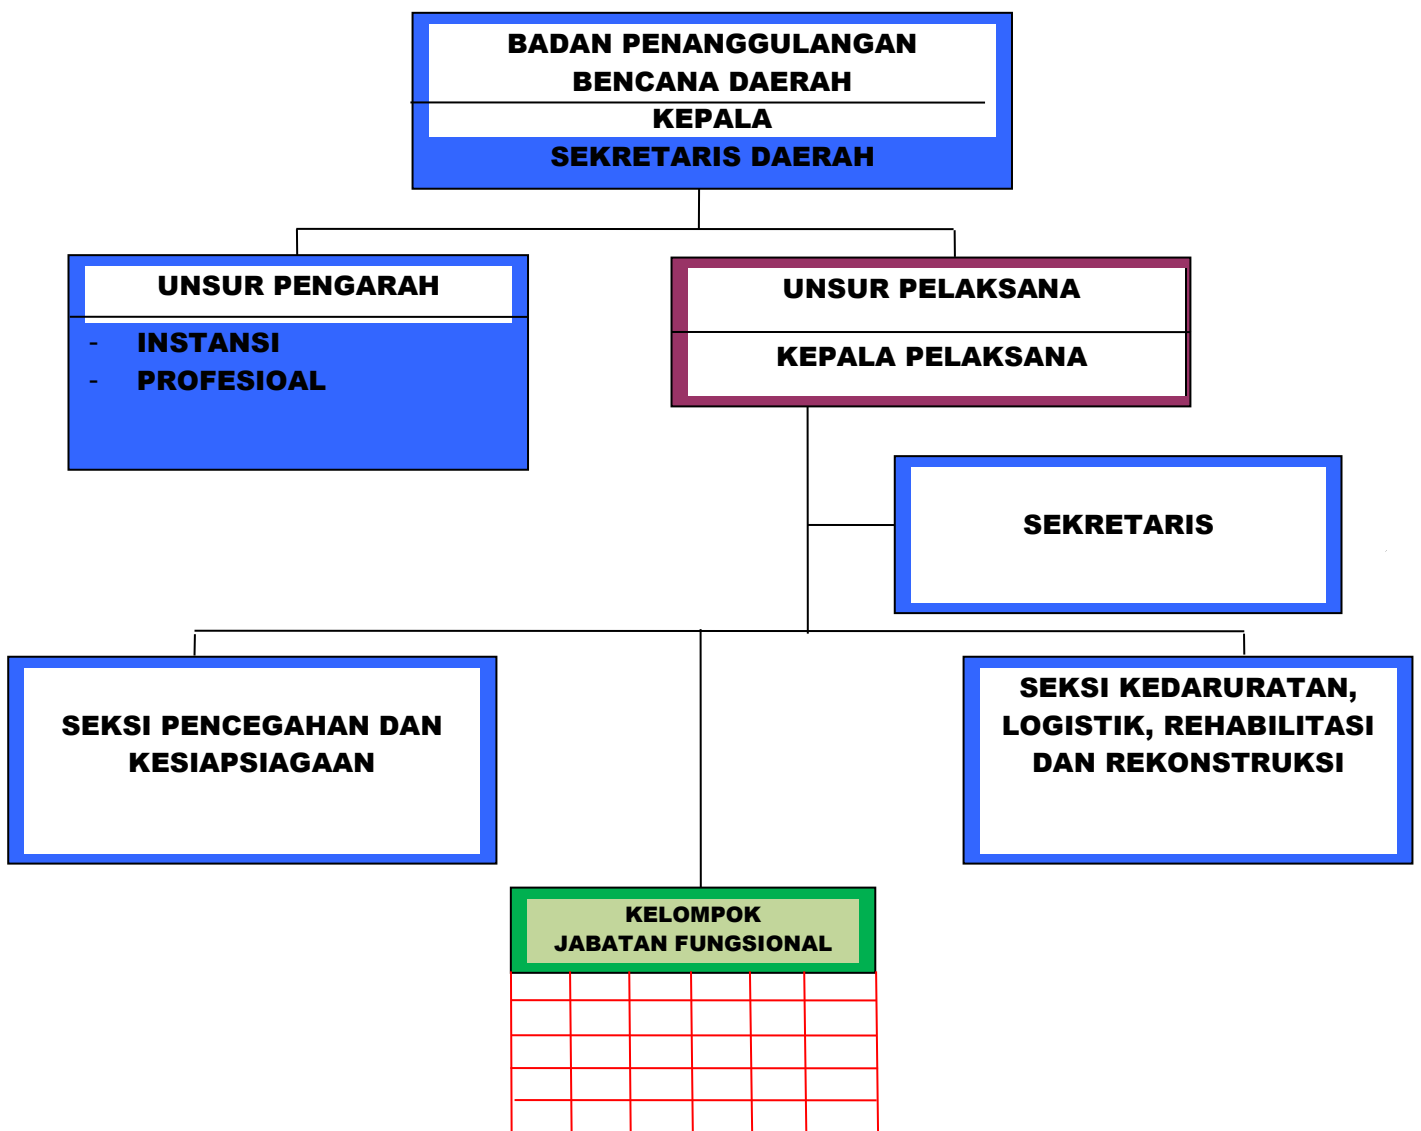 BADAN PENANGGULANGAN
BENCANA DAERAH
KEPALA
SEKRETARIS DAERAH
UNSUR PENGARAH
- INSTANSI
- PROFESIOAL
UNSUR PELAKSANA
KEPALA PELAKSANA
SEKRETARIS
SEKSI PENCEGAHAN DAN
KESIAPSIAGAAN
SEKSI KEDARURATAN,
LOGISTIK, REHABILITASI
DAN REKONSTRUKSI
KELOMPOK
JABATAN FUNGSIONAL